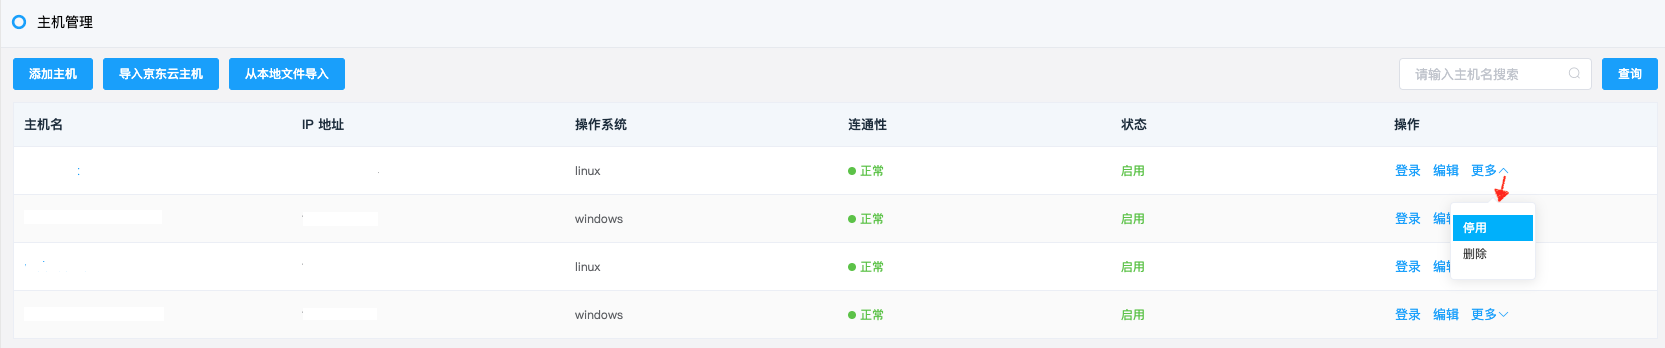 主机管理
添加主机 导入京东云主机 从本地文件导入 请输入主机名搜索 查询
主机名 IP 地址 操作系统 连通性 状态 操作
linux 正常 启用 登录 编辑 更多
windows 正常 启用 登录
停用
linux 正常 启用 登录
删除
windows 正常 启用 登录 编辑 更多